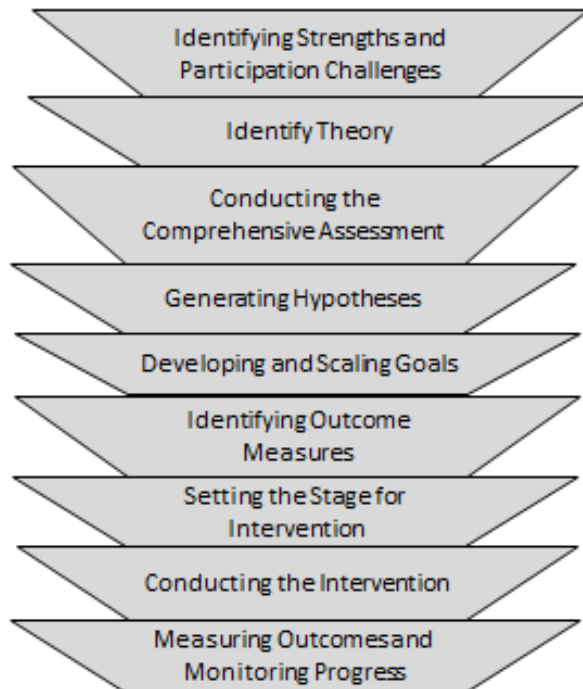 Identifying Strengths and
Participation Challenges
Identify Theory
Conducting the
Comprehensive Assessment
Generating Hypotheses
Developing and Scaling Goals
Identifying Outcome
Measures
Setting the Stage for
Intervention
Conducting the Intervention
Measuring Outcomes and
Monitoring Progress